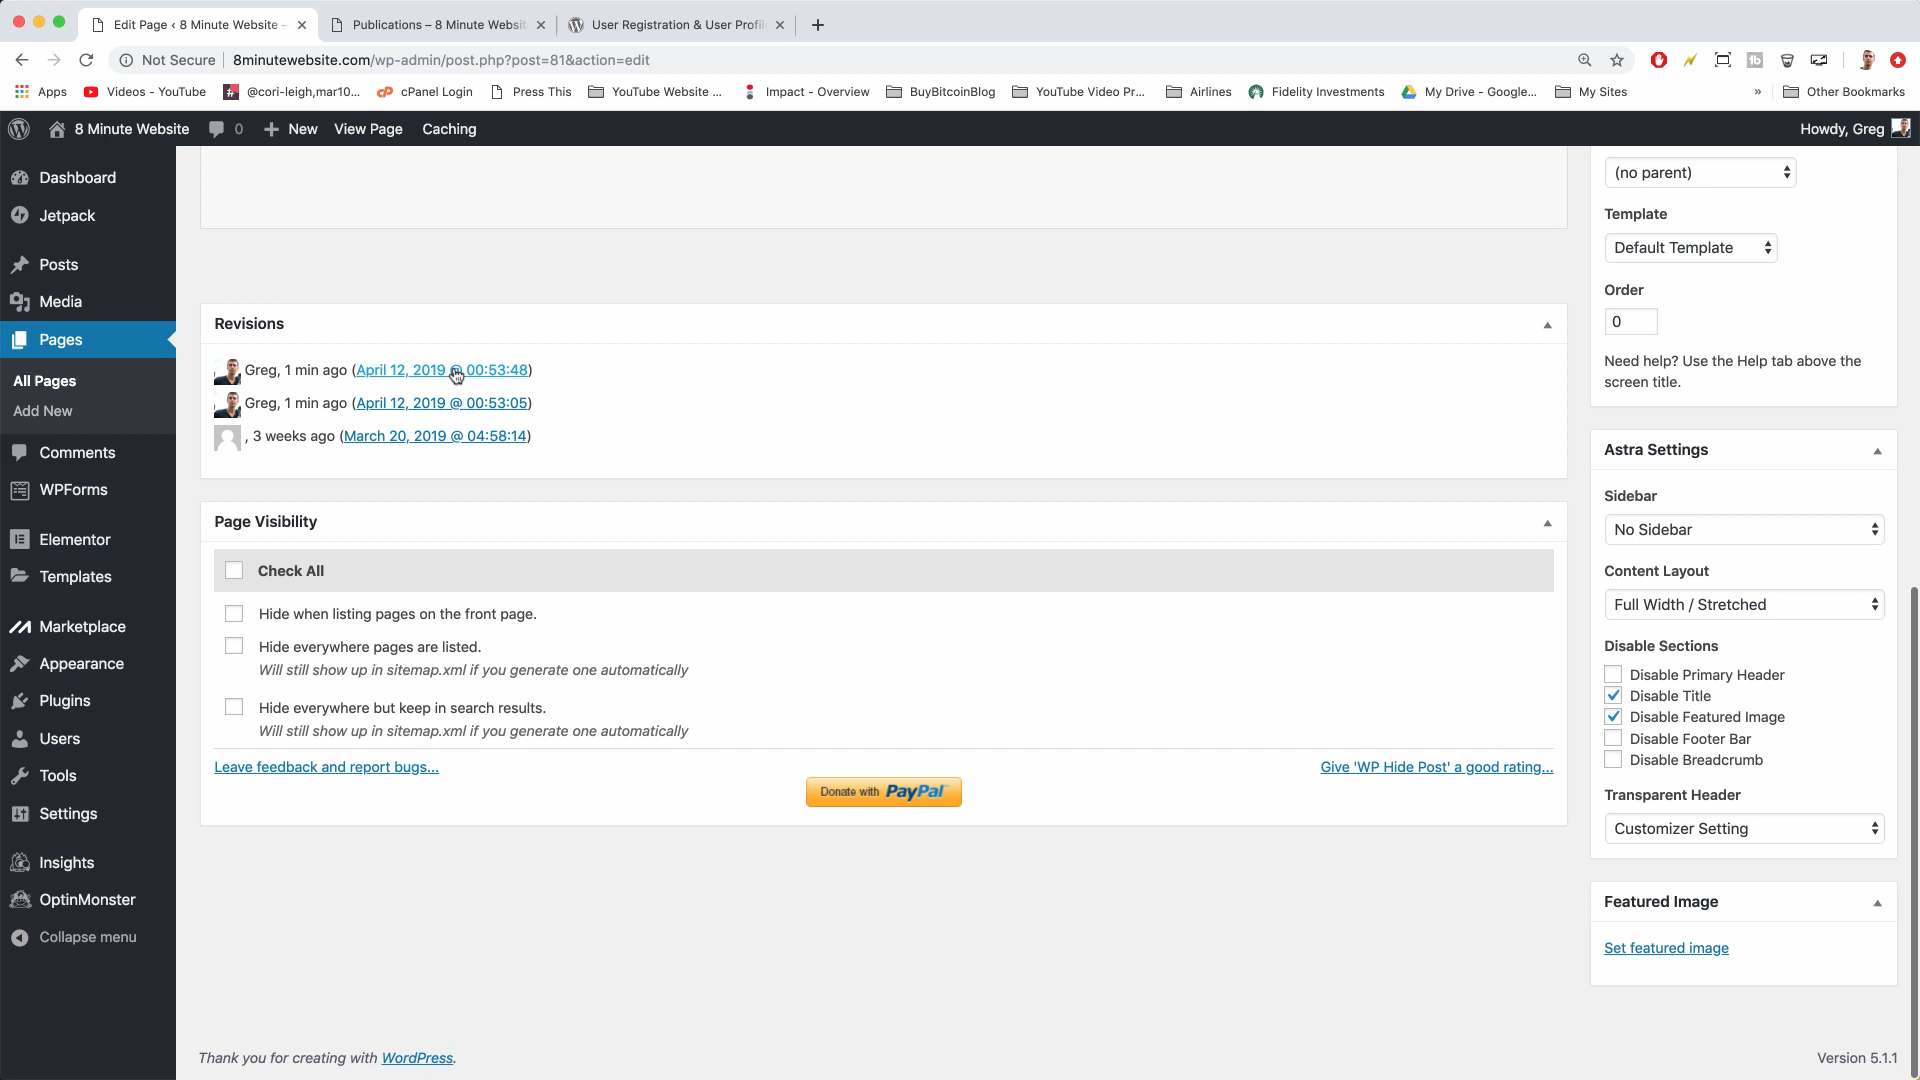 Edit Page ‹ 8 Minute Website –
Publications – 8 Minute Websit
User Registration & User Profil
Not Secure
8minutewebsite.com/wp-admin/post.php?post=81&action=edit
Apps
Videos - YouTube
@cori-leigh,mar10...
cPanel Login
Press This
YouTube Website ...
Impact - Overview
BuyBitcoinBlog
YouTube Video Pr...
Airlines
Fidelity Investments
My Drive - Google...
My Sites
»
Other Bookmarks
8 Minute Website
0
New
View Page
Caching
Howdy, Greg
Dashboard
Jetpack
Posts
Media
Pages
All Pages
Add New
Comments
WPForms
Elementor
Templates
Marketplace
Appearance
Plugins
Users
Tools
Settings
Insights
OptinMonster
Collapse menu
Revisions
Greg, 1 min ago (April 12, 2019 @ 00:53:48)
Greg, 1 min ago (April 12, 2019 @ 00:53:05)
, 3 weeks ago (March 20, 2019 @ 04:58:14)
Page Visibility
Check All
Hide when listing pages on the front page.
Hide everywhere pages are listed.
Will still show up in sitemap.xml if you generate one automatically
Hide everywhere but keep in search results.
Will still show up in sitemap.xml if you generate one automatically
Leave feedback and report bugs...
Give 'WP Hide Post' a good rating...
Donate with PayPal
(no parent)
Template
Default Template
Order
0
Need help? Use the Help tab above the
screen title.
Astra Settings
Sidebar
No Sidebar
Content Layout
Full Width / Stretched
Disable Sections
Disable Primary Header
Disable Title
Disable Featured Image
Disable Footer Bar
Disable Breadcrumb
Transparent Header
Customizer Setting
Featured Image
Set featured image
Thank you for creating with WordPress.
Version 5.1.1